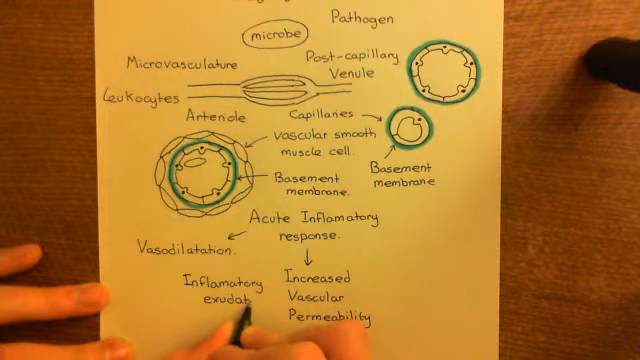 Pathogen
microbe
Microvasculature
Post-capillary
Venule
Leukocytes
Arteriole
Capillaries
vascular smooth
muscle cell.
Basement
membrane.
Basement
membrane
Acute Inflamatory
response.
Vasodilatation.
Inflamatory
exudat
Increased
Vascular
Permeability